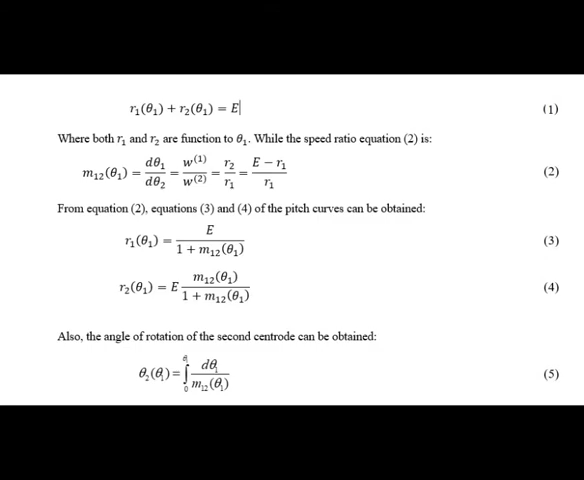 r₁(θ₁) + r₂(θ₁) = E (1)
Where both r₁ and r₂ are function to θ₁. While the speed ratio equation (2) is:
m₁₂(θ₁) = dθ₁/dθ₂ = w⁽¹⁾/w⁽²⁾ = r₂/r₁ = (E − r₁)/r₁ (2)
From equation (2), equations (3) and (4) of the pitch curves can be obtained:
r₁(θ₁) = E/(1 + m₁₂(θ₁)) (3)
r₂(θ₁) = E m₁₂(θ₁)/(1 + m₁₂(θ₁)) (4)
Also, the angle of rotation of the second centrode can be obtained:
θ₂(θ₁) = ∫₀^θ₁ dθ₁/m₁₂(θ₁) (5)